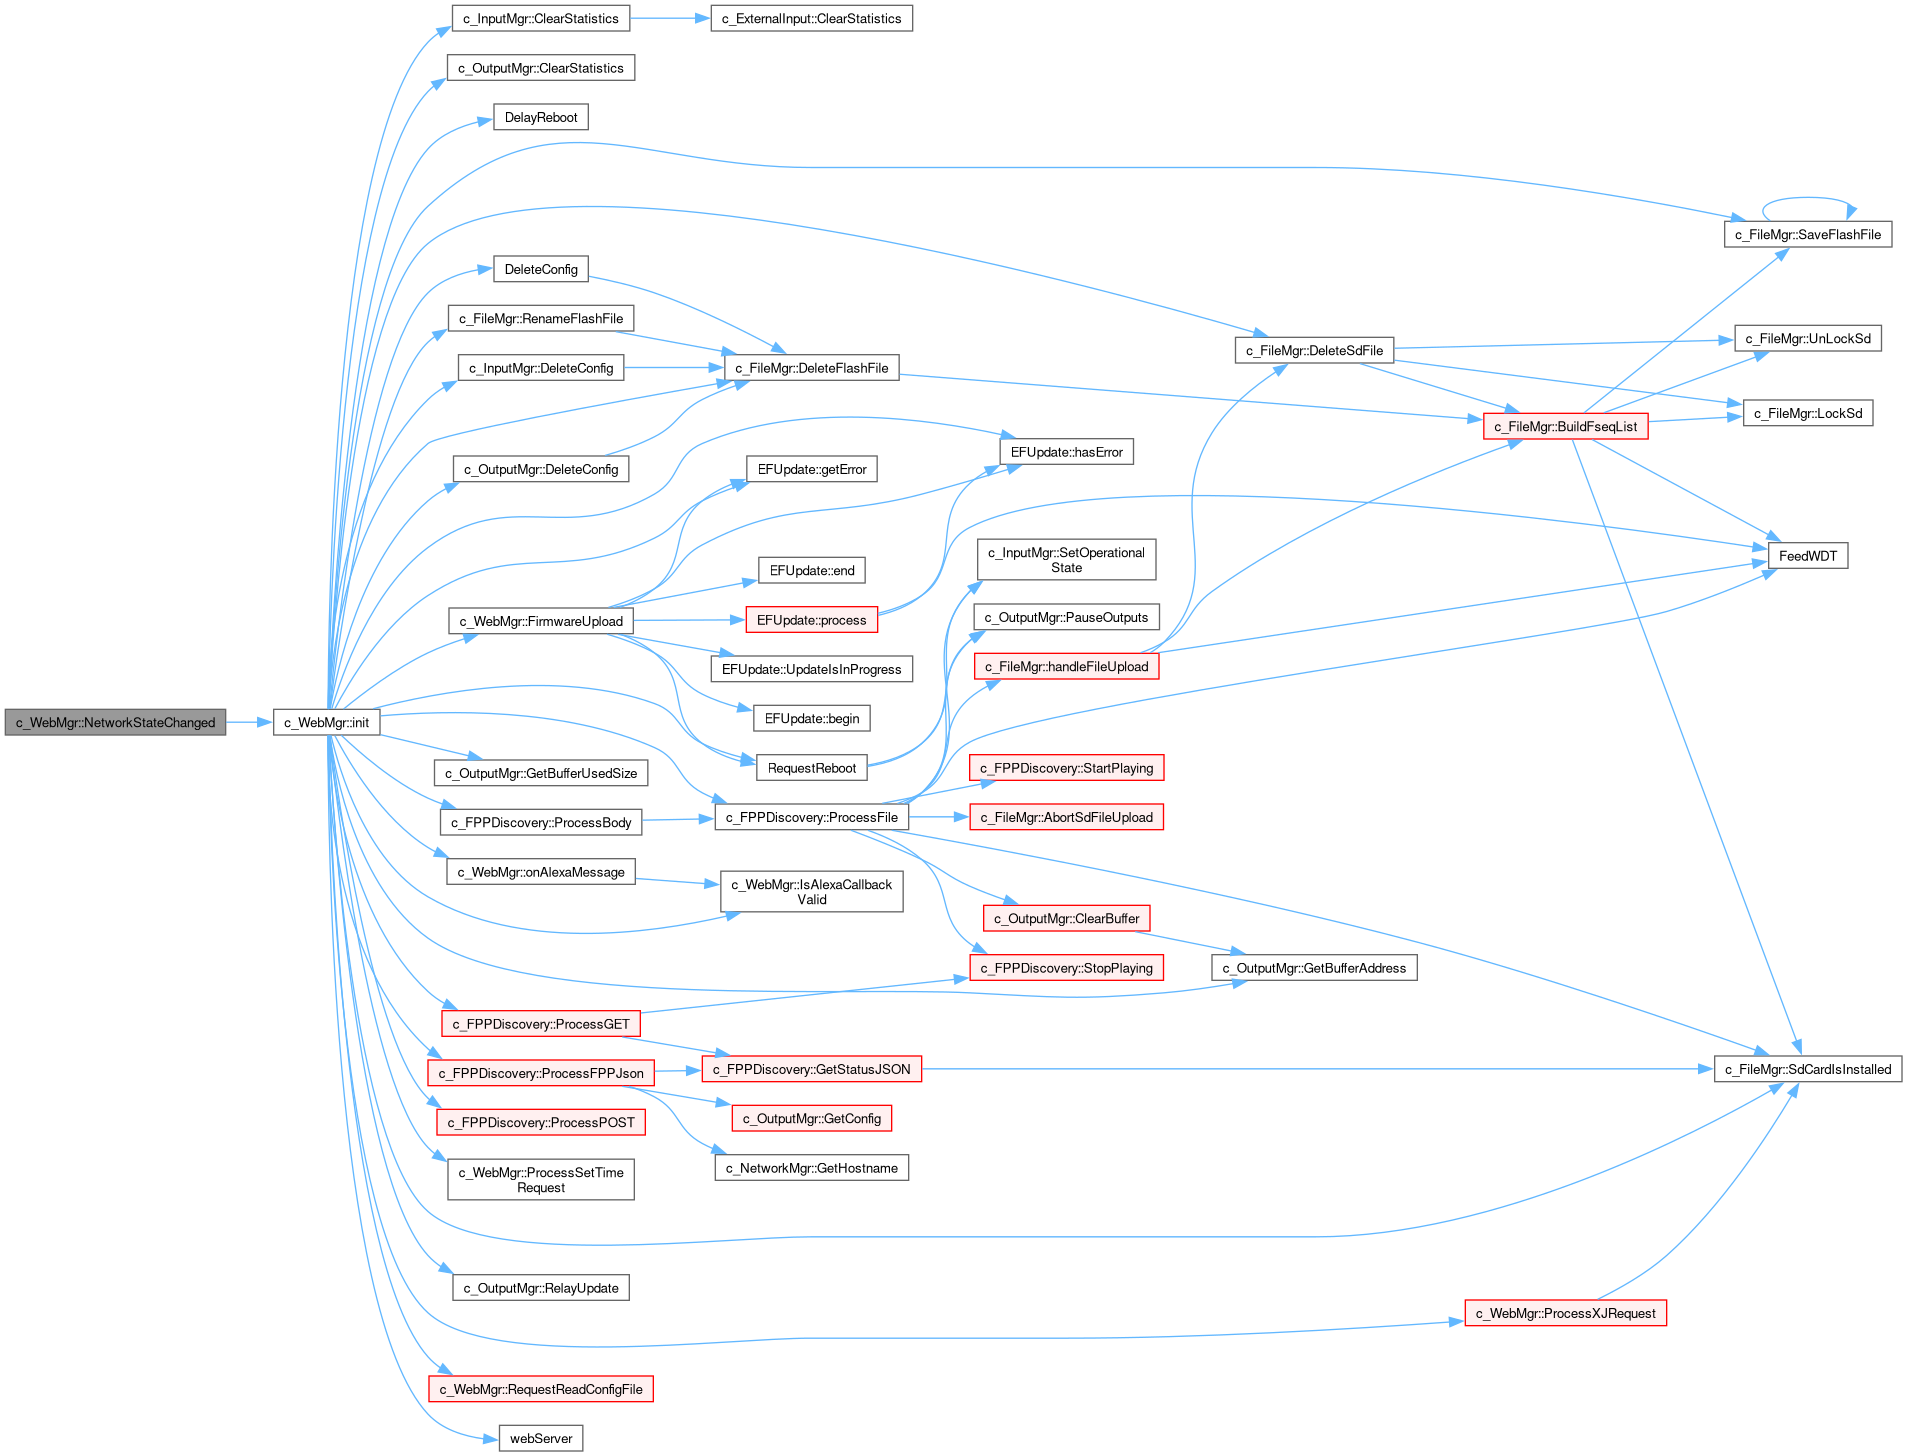 c_InputMgr::ClearStatistics
c_ExternalInput::ClearStatistics
c_OutputMgr::ClearStatistics
DelayReboot
c_FileMgr::SaveFlashFile
DeleteConfig
c_FileMgr::RenameFlashFile
c_FileMgr::UnLockSd
c_FileMgr::DeleteSdFile
c_InputMgr::DeleteConfig
c_FileMgr::DeleteFlashFile
c_FileMgr::LockSd
c_FileMgr::BuildFseqList
EFUpdate::hasError
c_OutputMgr::DeleteConfig
EFUpdate::getError
c_InputMgr::SetOperational
State
FeedWDT
EFUpdate::end
c_OutputMgr::PauseOutputs
c_WebMgr::FirmwareUpload
EFUpdate::process
c_FileMgr::handleFileUpload
EFUpdate::UpdateIsInProgress
c_WebMgr::NetworkStateChanged
c_WebMgr::init
EFUpdate::begin
RequestReboot
c_FPPDiscovery::StartPlaying
c_OutputMgr::GetBufferUsedSize
c_FPPDiscovery::ProcessBody
c_FPPDiscovery::ProcessFile
c_FileMgr::AbortSdFileUpload
c_WebMgr::onAlexaMessage
c_WebMgr::IsAlexaCallback
Valid
c_OutputMgr::ClearBuffer
c_FPPDiscovery::StopPlaying
c_OutputMgr::GetBufferAddress
c_FPPDiscovery::ProcessGET
c_FPPDiscovery::ProcessFPPJson
c_FPPDiscovery::GetStatusJSON
c_FileMgr::SdCardIsInstalled
c_FPPDiscovery::ProcessPOST
c_OutputMgr::GetConfig
c_NetworkMgr::GetHostname
c_WebMgr::ProcessSetTime
Request
c_OutputMgr::RelayUpdate
c_WebMgr::ProcessXJRequest
c_WebMgr::RequestReadConfigFile
webServer